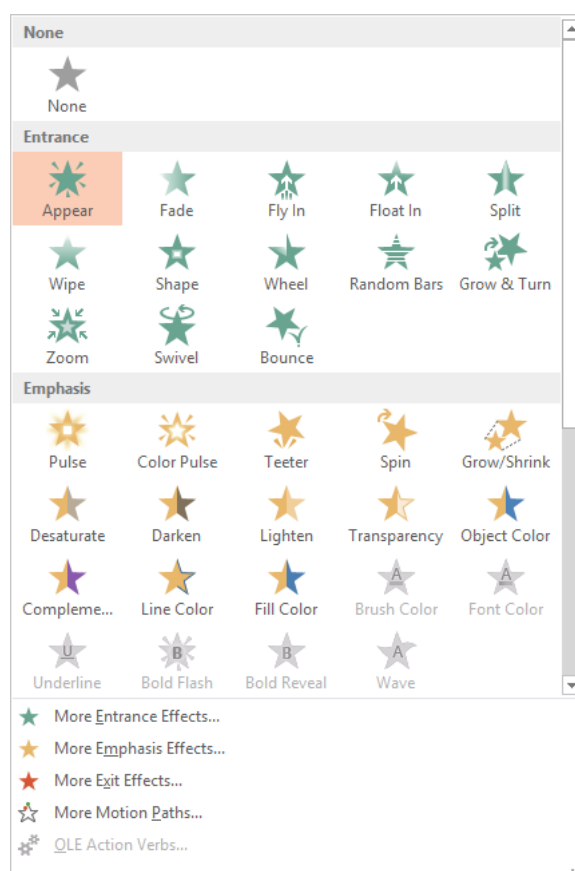 None
None
Entrance
Appear Fade Fly In Float In Split
Wipe Shape Wheel Random Bars Grow & Turn
Zoom Swivel Bounce
Emphasis
Pulse Color Pulse Teeter Spin Grow/Shrink
Desaturate Darken Lighten Transparency Object Color
Compleme... Line Color Fill Color Brush Color Font Color
Underline Bold Flash Bold Reveal Wave
More Entrance Effects...
More Emphasis Effects...
More Exit Effects...
More Motion Paths...
OLE Action Verbs...